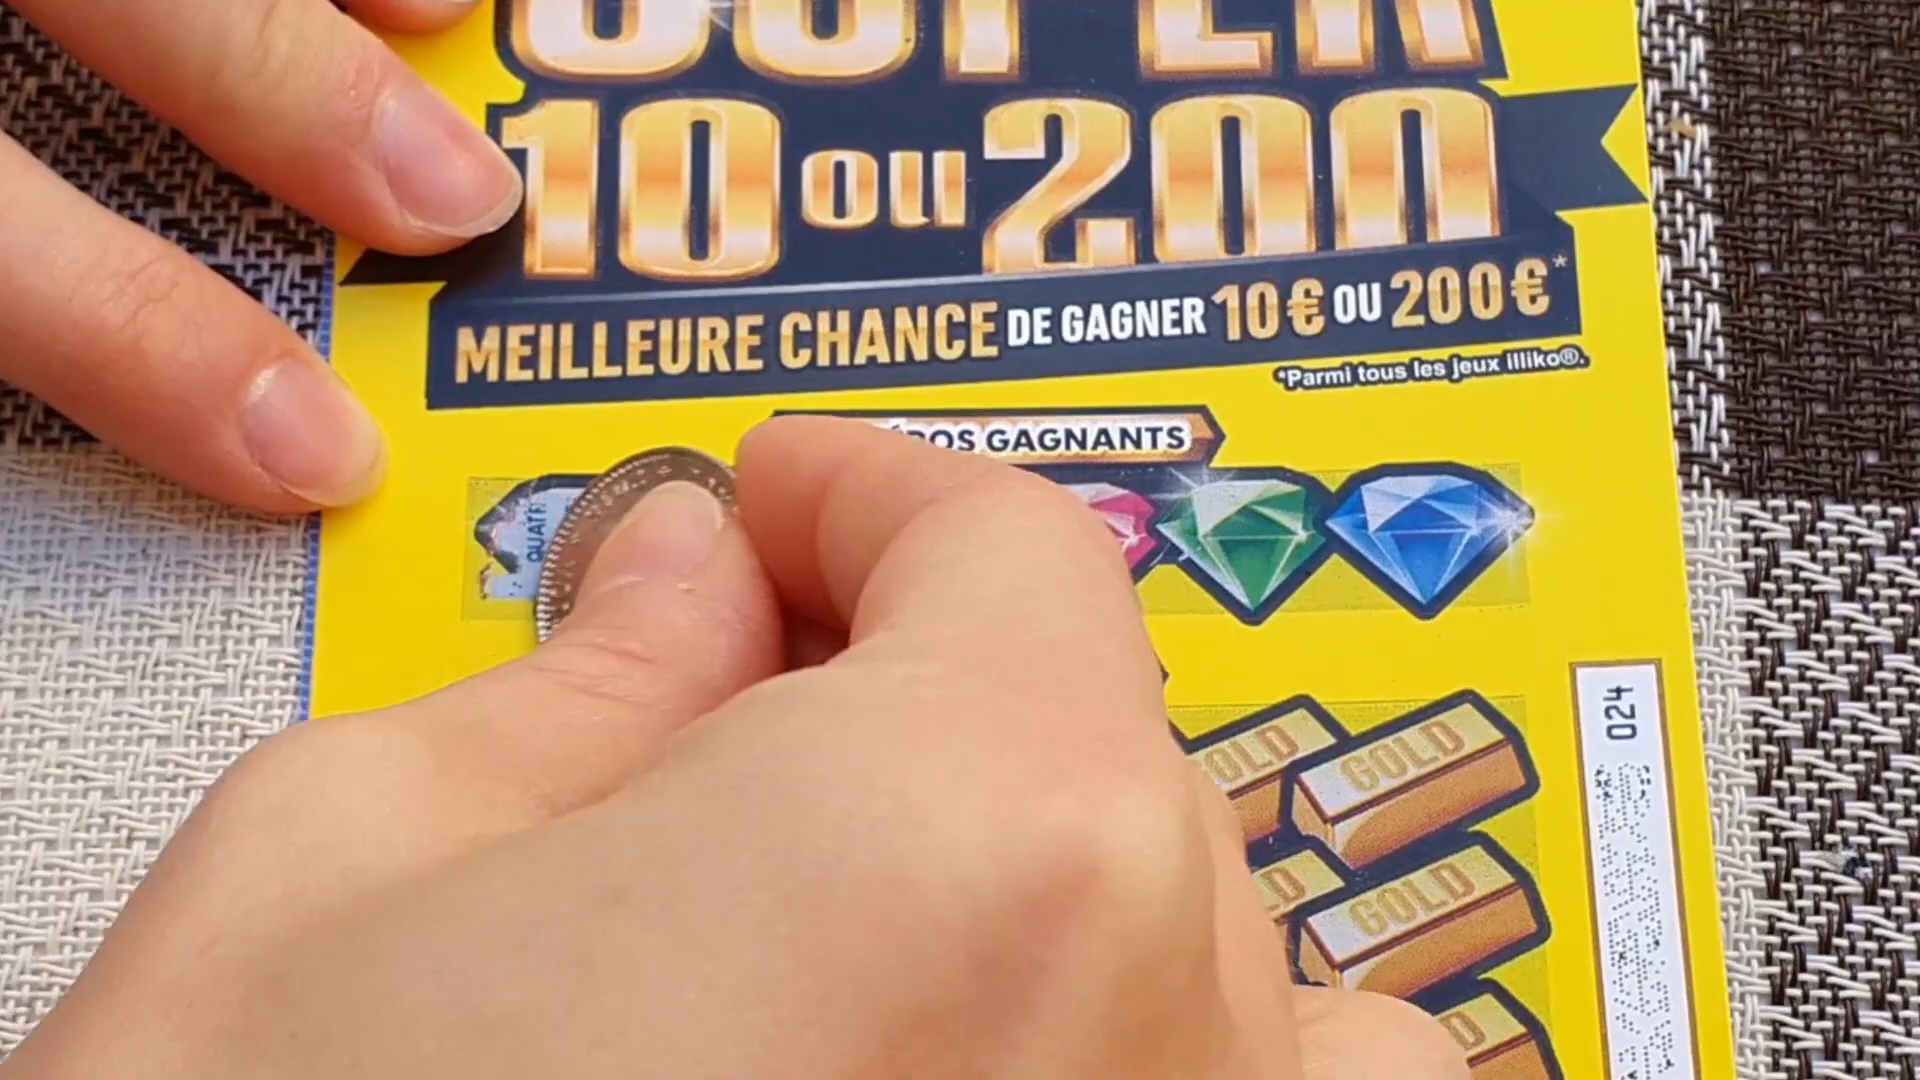 SUPER
10 OU 200
MEILLEURE CHANCE DE GAGNER 10€ OU 200€*
*Parmi tous les jeux illiko®.
GAGNANTS
024
GOLD
GOLD
GOLD